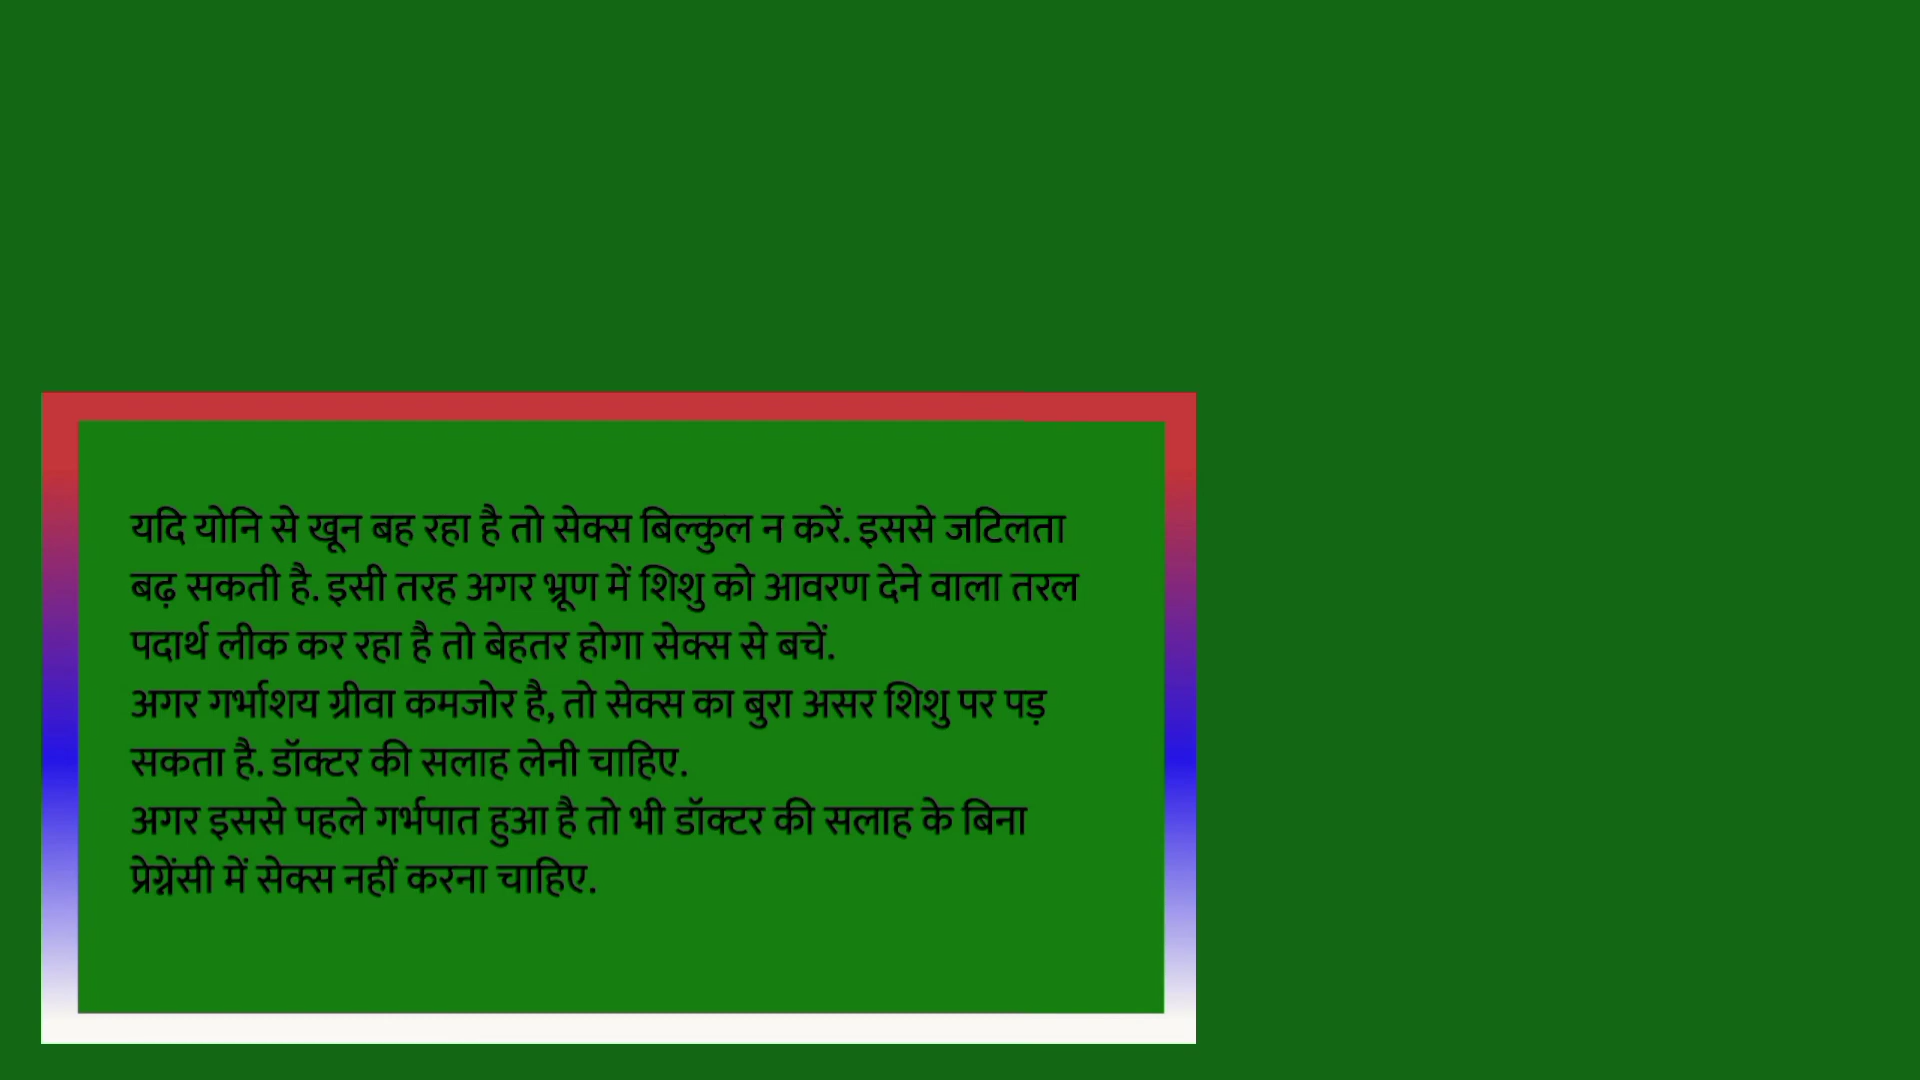 यदि योनि से खून बह रहा है तो सेक्स बिल्कुल न करें. इससे जटिलता
बढ़ सकती है. इसी तरह अगर भ्रूण में शिशु को आवरण देने वाला तरल
पदार्थ लीक कर रहा है तो बेहतर होगा सेक्स से बचें.
अगर गर्भाशय ग्रीवा कमजोर है, तो सेक्स का बुरा असर शिशु पर पड़
सकता है. डॉक्टर की सलाह लेनी चाहिए.
अगर इससे पहले गर्भपात हुआ है तो भी डॉक्टर की सलाह के बिना
प्रेग्नेंसी में सेक्स नहीं करना चाहिए.